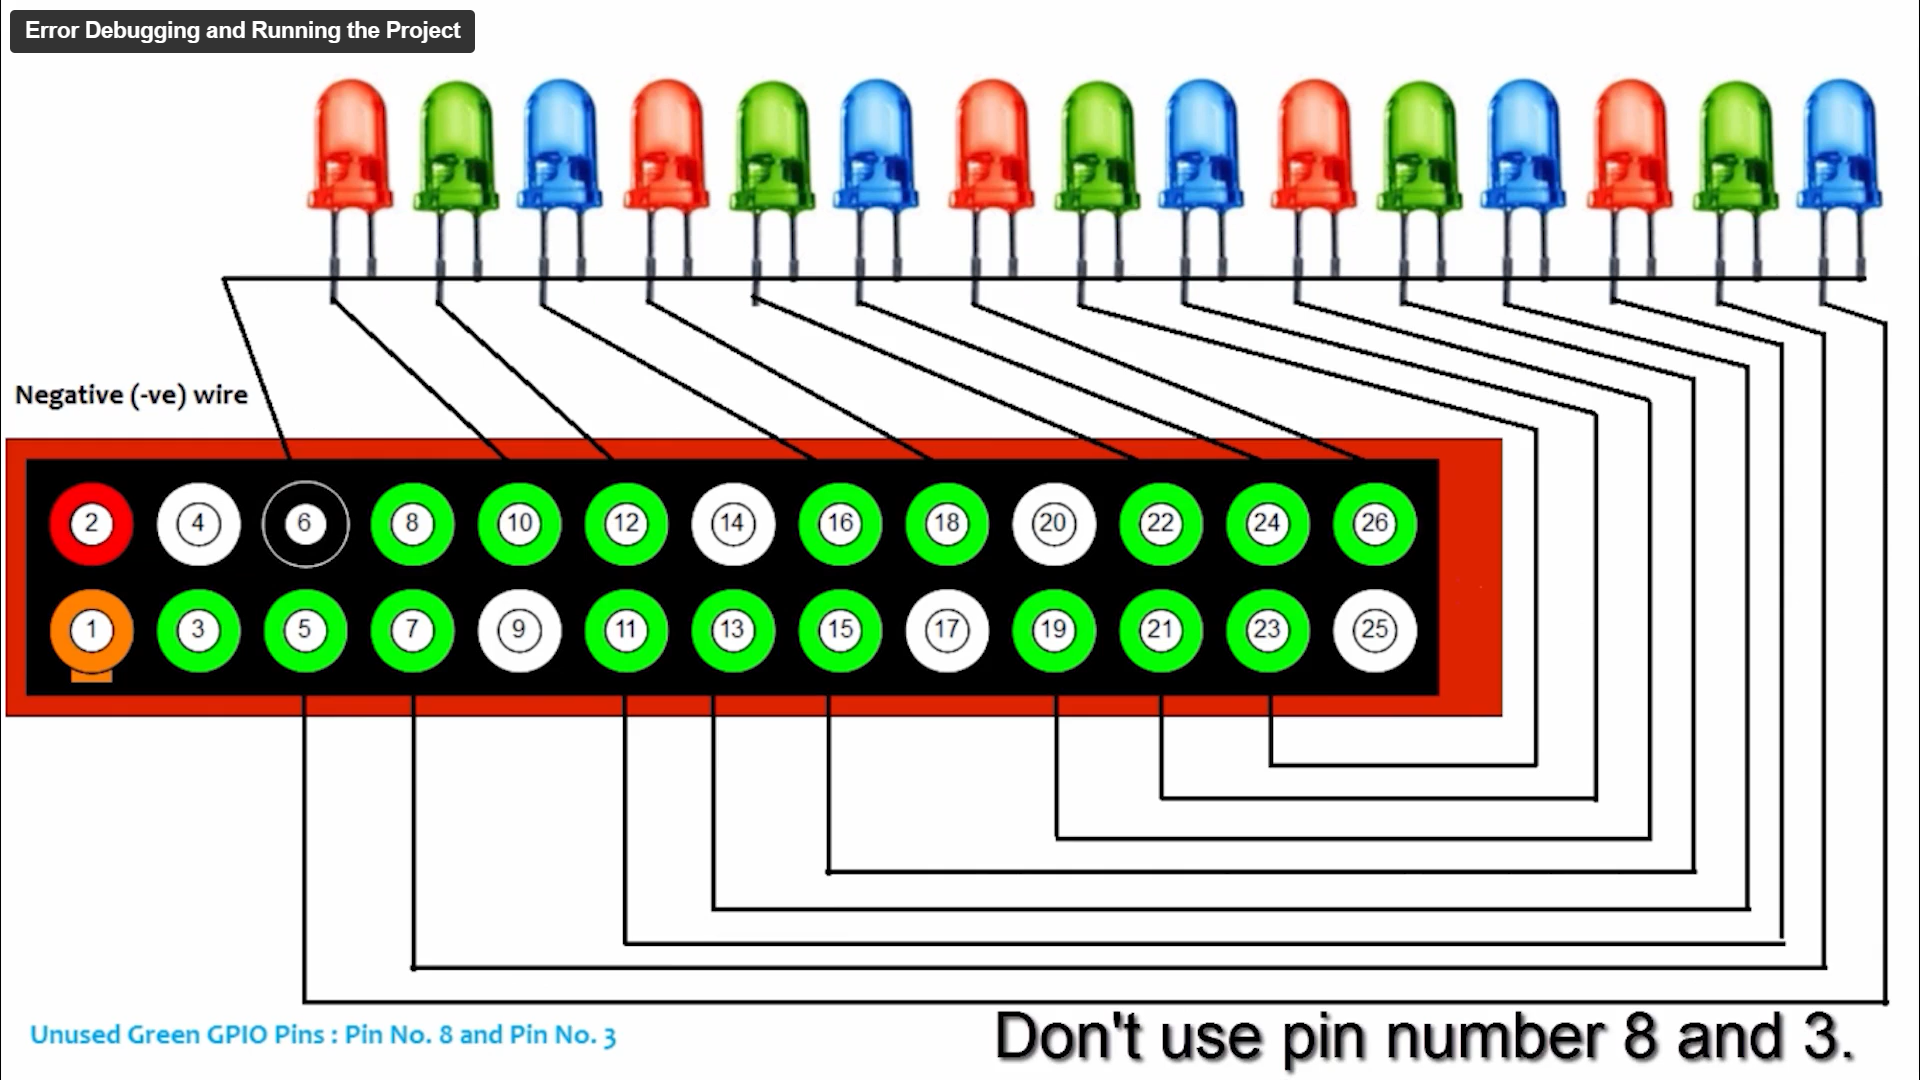 Error Debugging and Running the Project
Negative (-ve) wire
2 4 6 8 10 12 14 16 18 20 22 24 26
1 3 5 7 9 11 13 15 17 19 21 23 25
Unused Green GPIO Pins : Pin No. 8 and Pin No. 3
Don't use pin number 8 and 3.